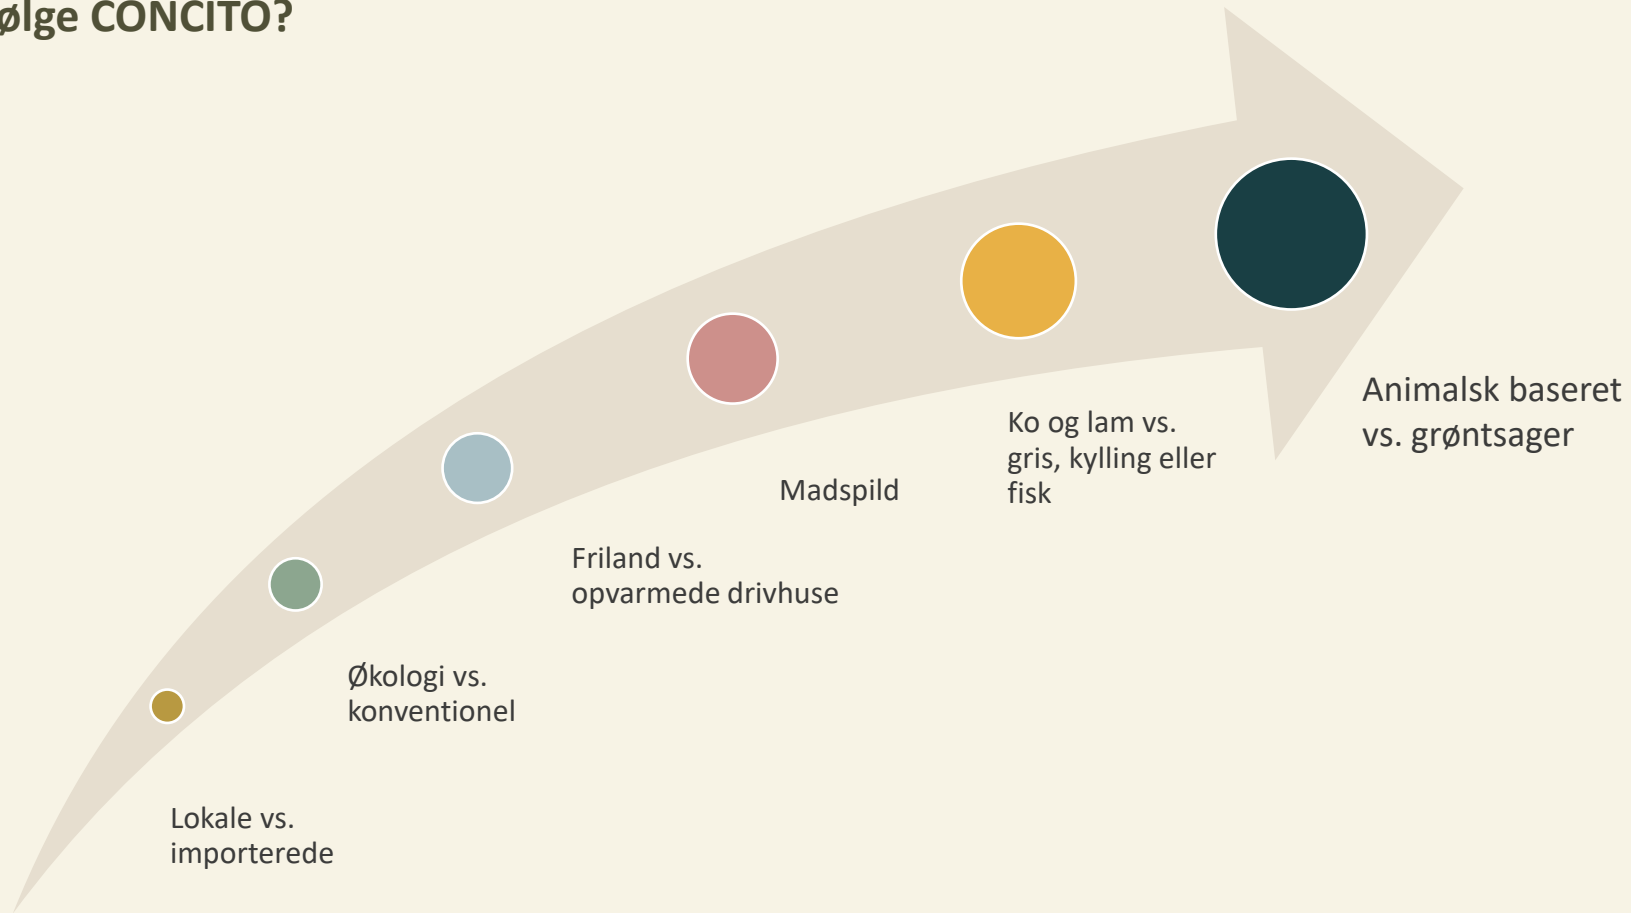 ølge CONCITO?
Animalsk baseret
vs. grøntsager
Ko og lam vs.
gris, kylling eller
fisk
Madspild
Friland vs.
opvarmede drivhuse
Økologi vs.
konventionel
Lokale vs.
importerede